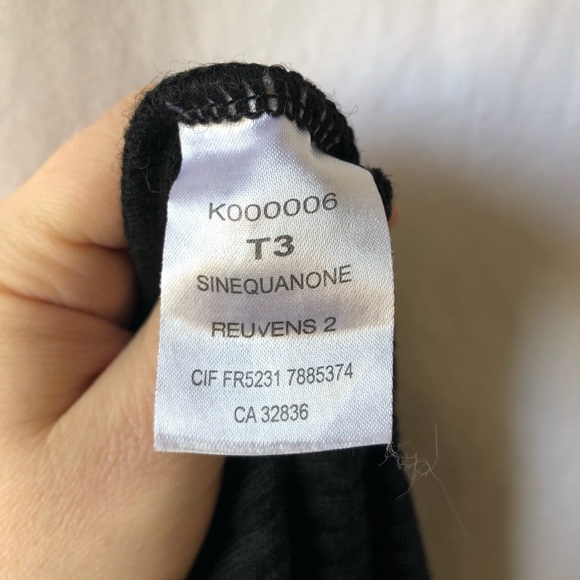 K000006
T3
SINEQUANONE
REUVENS 2
CIF FR5231 7885374
CA 32836